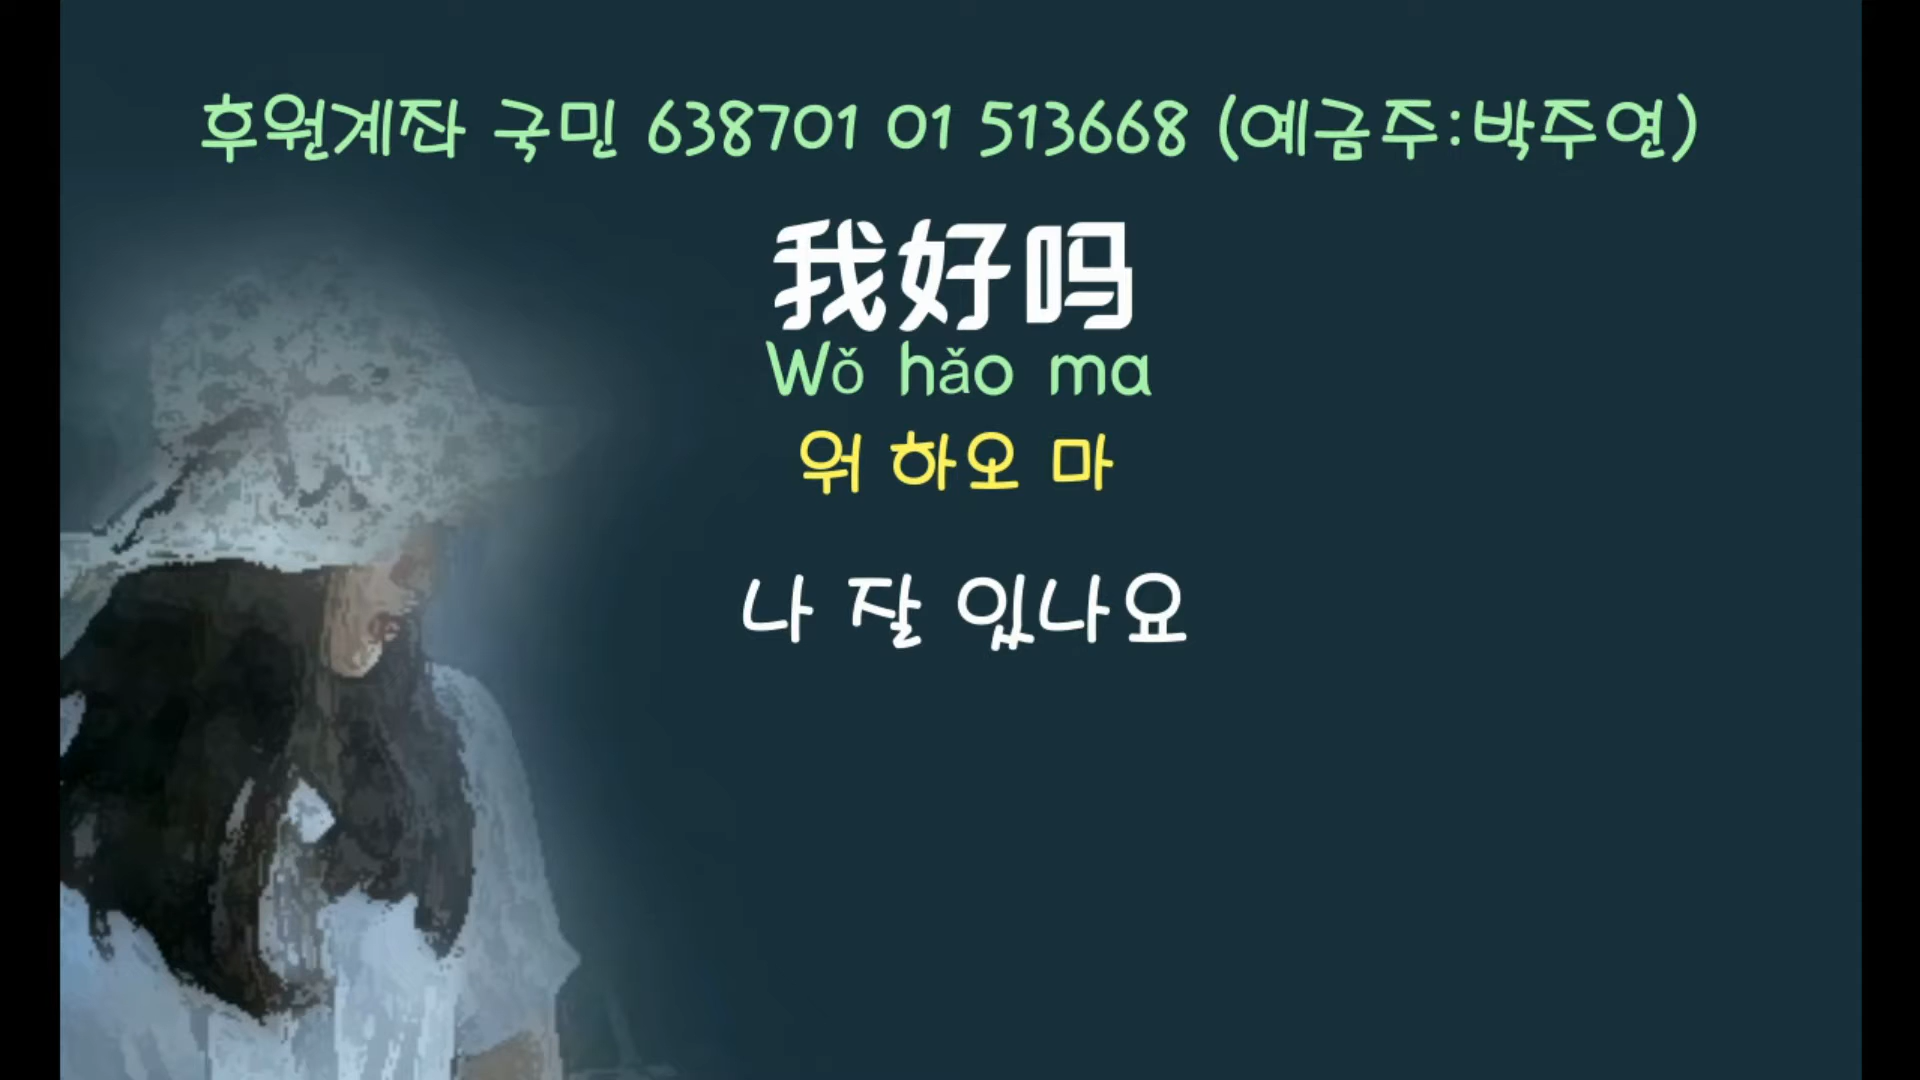 후원계좌 국민 638701 01 513668 (예금주:박주연)
我好吗
Wǒ hǎo ma
워 하오 마
나 잘 있나요